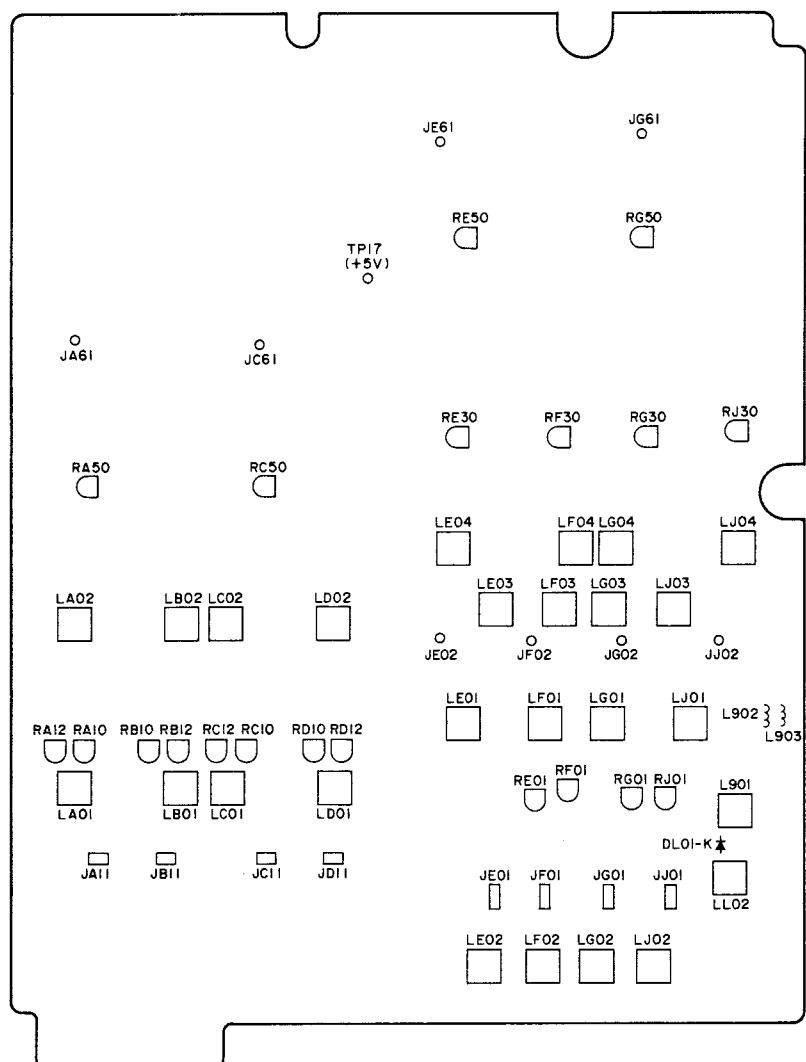 JE61 JG61
RE50 RG50
TP17
(+5V)
JA61 JC61
RE30 RF30 RG30 RJ30
RA50 RC50
LE04 LF04 LG04 LJ04
LE03 LF03 LG03 LJ03
LA02 LB02 LC02 LD02
JE02 JF02 JG02 JJ02
LE01 LF01 LG01 LJ01
L902 L903
RA12 RA10 RB10 RB12 RC12 RC10 RD10 RD12
RE01 RF01 RG01 RJ01 L901
LA01 LB01 LC01 LD01
DL01-K
JA11 JB11 JC11 JD11
JE01 JF01 JG01 JJ01
LL02
LE02 LF02 LG02 LJ02